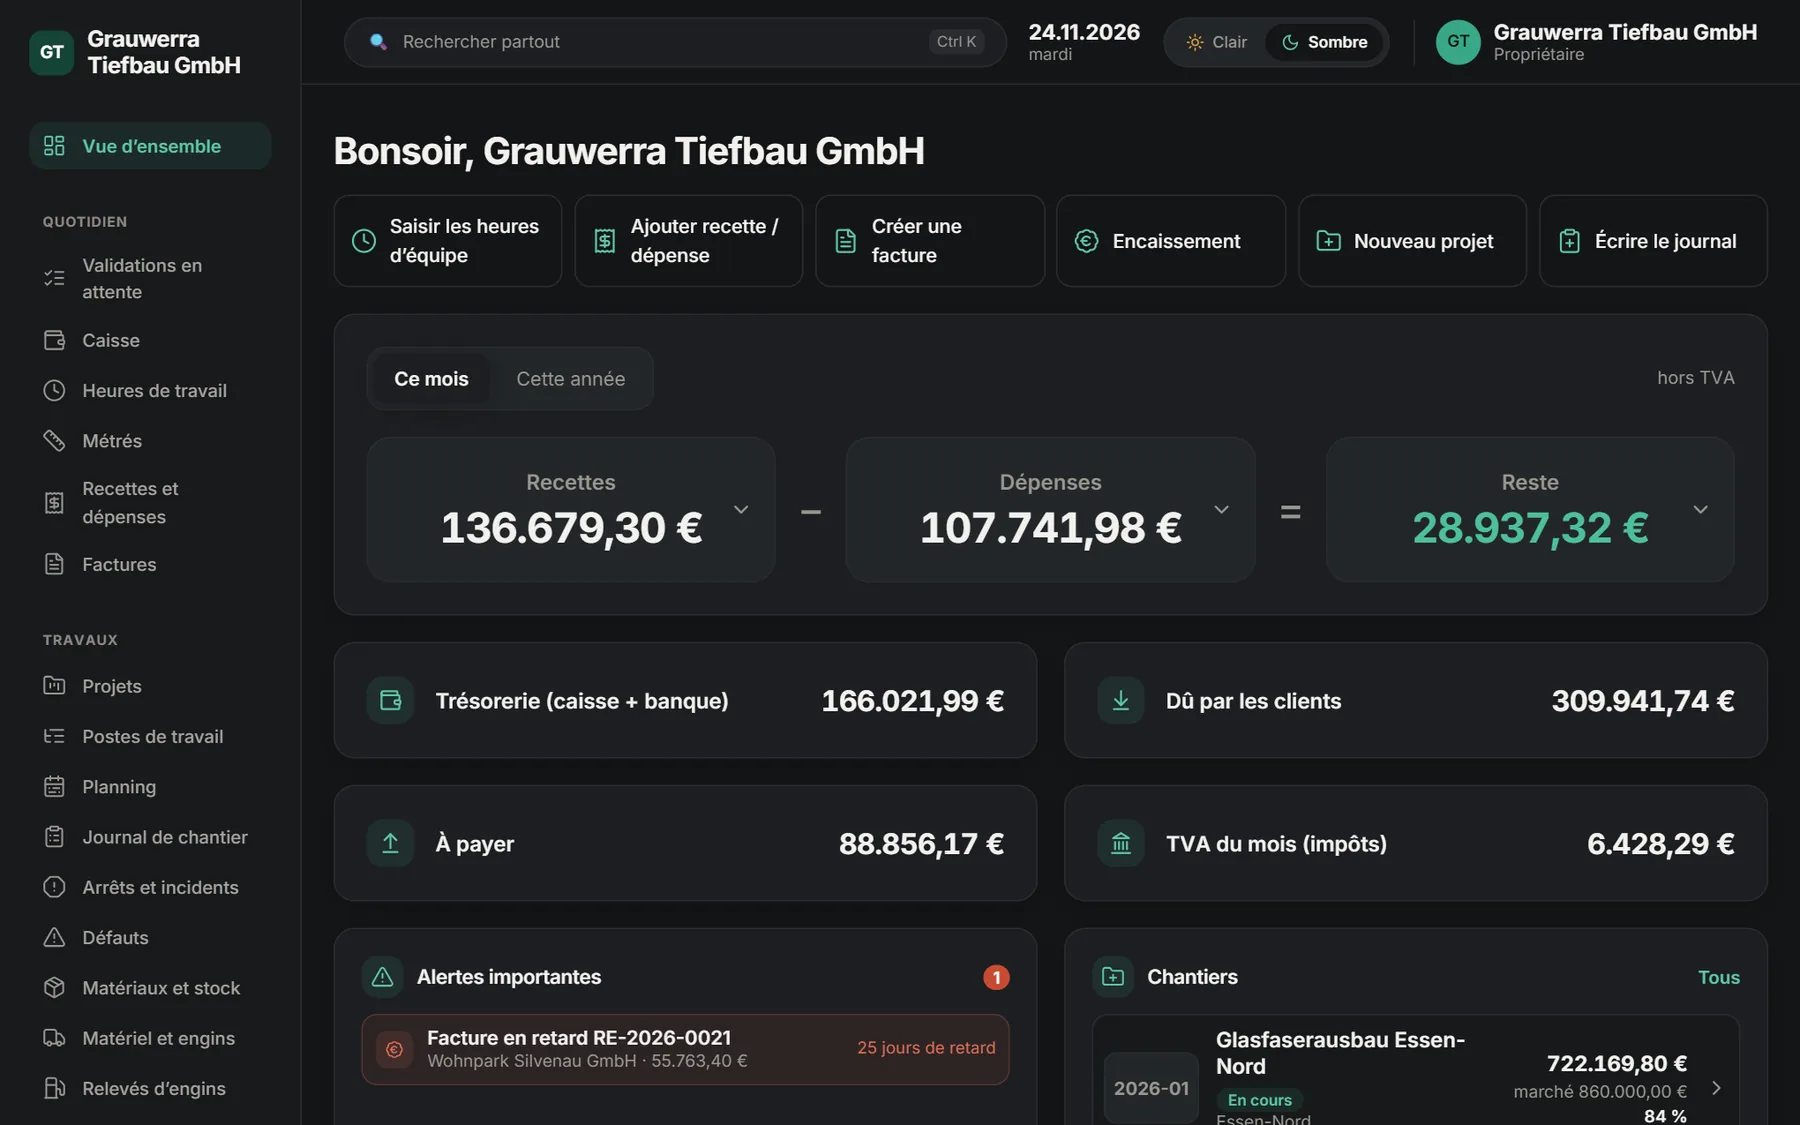 GT
Grauwerra
Tiefbau GmbH
Rechercher partout
Ctrl K
24.11.2026
mardi
Clair
Sombre
GT
Grauwerra Tiefbau GmbH
Propriétaire
Vue d’ensemble
QUOTIDIEN
Validations en
attente
Caisse
Heures de travail
Métrés
Recettes et
dépenses
Factures
TRAVAUX
Projets
Postes de travail
Planning
Journal de chantier
Arrêts et incidents
Défauts
Matériaux et stock
Matériel et engins
Relevés d’engins
Bonsoir, Grauwerra Tiefbau GmbH
Saisir les heures
d’équipe
Ajouter recette /
dépense
Créer une
facture
Encaissement
Nouveau projet
Écrire le journal
Ce mois
Cette année
hors TVA
Recettes
136.679,30 €
–
Dépenses
107.741,98 €
=
Reste
28.937,32 €
Trésorerie (caisse + banque)
166.021,99 €
Dû par les clients
309.941,74 €
À payer
88.856,17 €
TVA du mois (impôts)
6.428,29 €
Alertes importantes
1
Facture en retard RE-2026-0021
Wohnpark Silvenau GmbH · 55.763,40 €
25 jours de retard
Chantiers
Tous
2026-01
Glasfaserausbau Essen-
Nord
En cours
Essen-Nord
722.169,80 €
marché 860.000,00 €
84 %